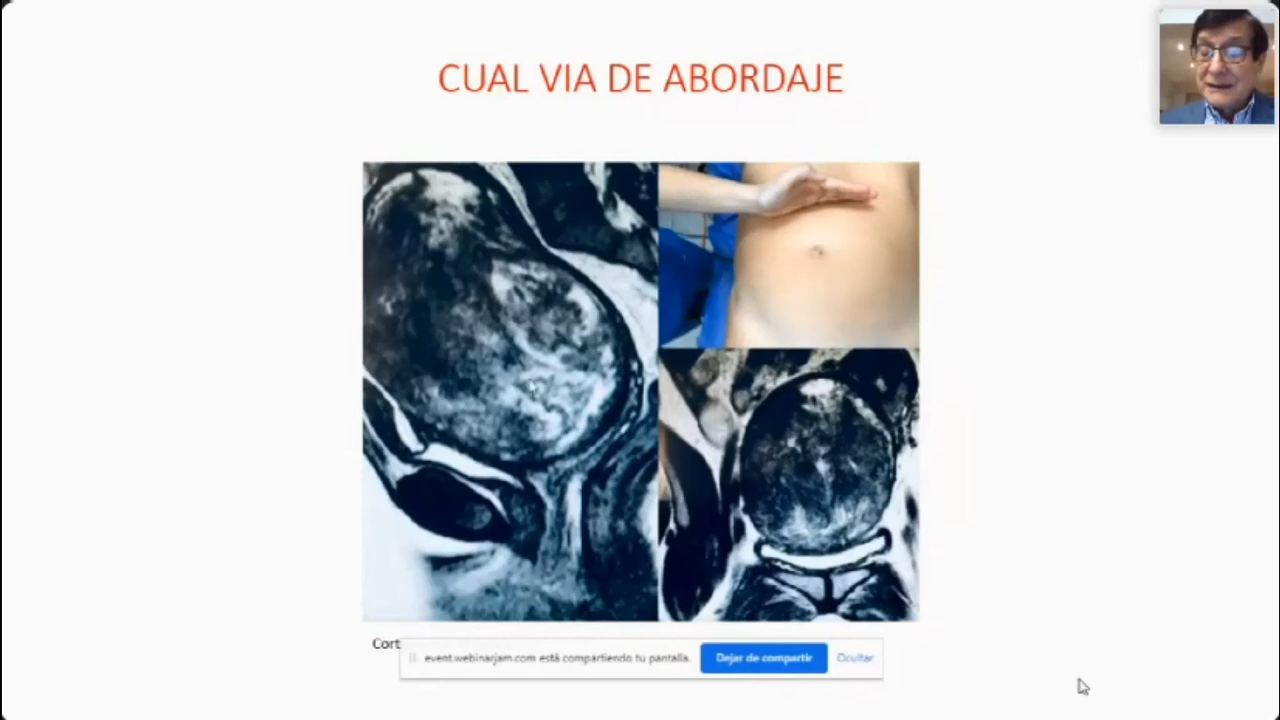 CUAL VIA DE ABORDAJE
Cort
event.webinarjam.com está compartiendo tu pantalla.
Dejar de compartir
Ocultar